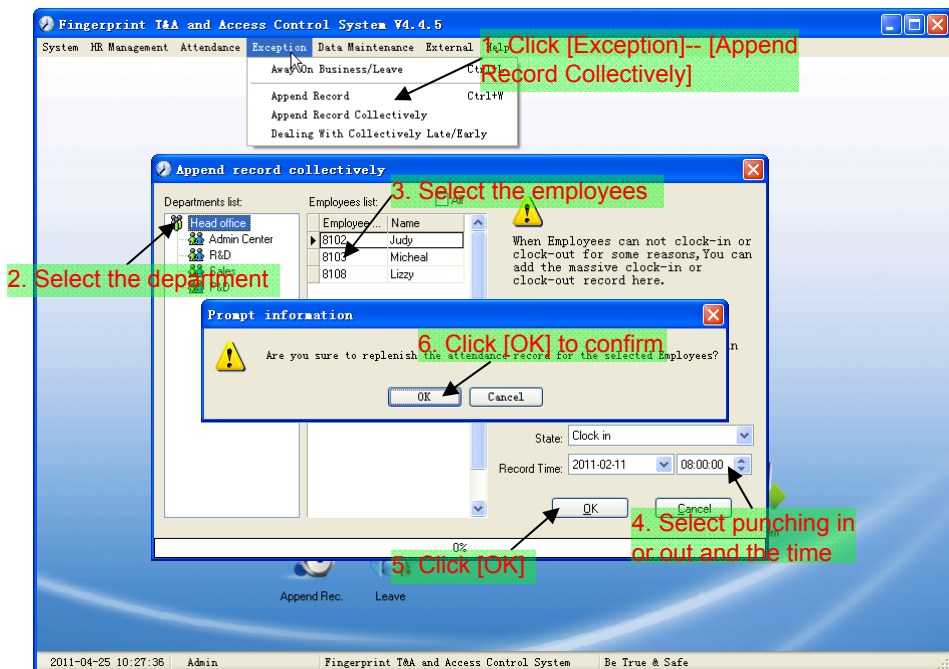 Fingerprint T&A and Access Control System V4.4.5
System HR Management Attendance Exception Data Maintenance External Help
1. Click [Exception]-- [Append
Record Collectively]
Away On Business/Leave Ctrl+L
Append Record Ctrl+W
Append Record Collectively
Dealing With Collectively Late/Early
Append record collectively
Departments list:
Employees list:
All
3. Select the employees
Head office
Admin Center
R&D
Sales
P&D
2. Select the department
Employee... Name
8102 Judy
8103 Micheal
8108 Lizzy
When Employees can not clock-in or
clock-out for some reasons,You can
add the massive clock-in or
clock-out record here.
in
Prompt information
6. Click [OK] to confirm
Are you sure to replenish the attendance record for the selected Employees?
OK Cancel
State: Clock in
Record Time: 2011-02-11 08:00:00
OK Cancel
4. Select punching in
or out and the time
0%
5. Click [OK]
Append Rec. Leave
2011-04-25 10:27:36 Admin Fingerprint T&A and Access Control System Be True & Safe